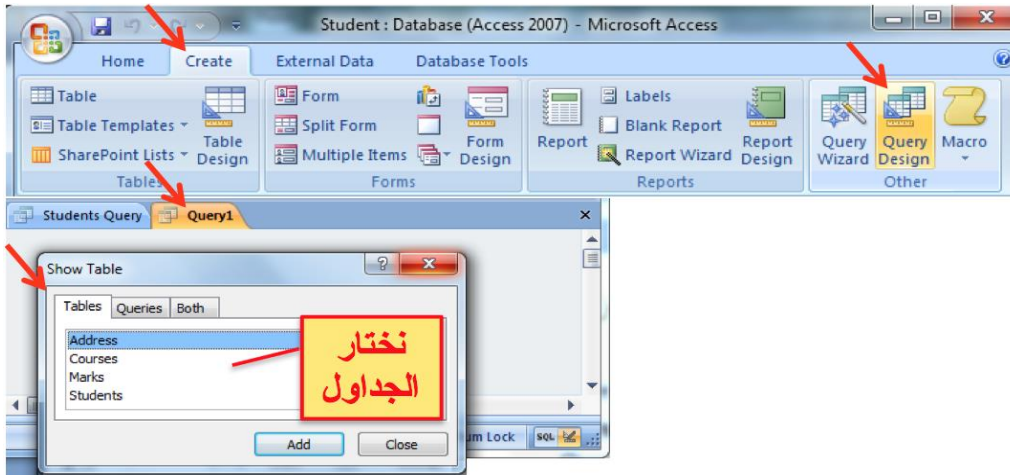 Student : Database (Access 2007) - Microsoft Access
Home Create External Data Database Tools
Table
Table Templates
SharePoint Lists
Table Design
Tables
Form
Split Form
Multiple Items
Form Design
Forms
Report
Labels
Blank Report
Report Wizard
Report Design
Reports
Query Wizard
Query Design
Macro
Other
Students Query Query1
Show Table
Tables Queries Both
Address
Courses
Marks
Students
نختار
الجداول
Add Close
um Lock SQL